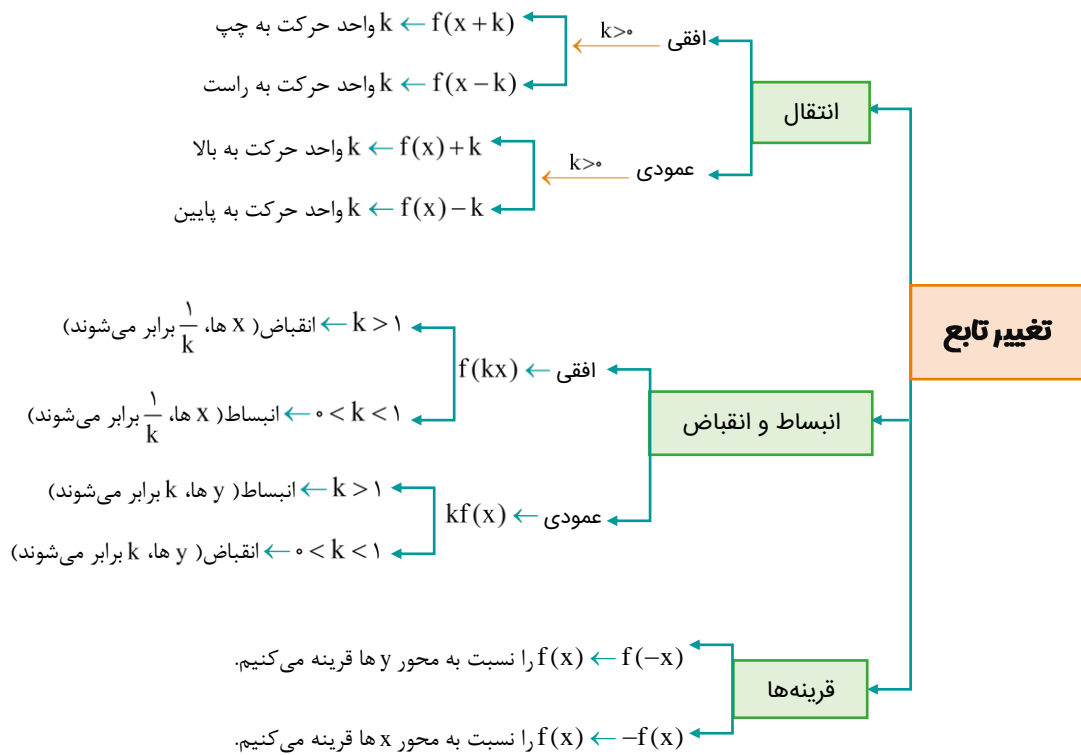 تغییر تابع
انتقال
افقی
k>۰
f(x+k) ← k واحد حرکت به چپ
f(x−k) ← k واحد حرکت به راست
عمودی
k>۰
f(x)+k ← k واحد حرکت به بالا
f(x)−k ← k واحد حرکت به پایین
انبساط و انقباض
افقی ← f(kx)
k>۱ ← انقباض( x ها، ۱/k برابر می‌شوند)
۰<k<۱ ← انبساط( x ها، ۱/k برابر می‌شوند)
عمودی ← kf(x)
k>۱ ← انبساط( y ها، k برابر می‌شوند)
۰<k<۱ ← انقباض( y ها، k برابر می‌شوند)
قرینه‌ها
f(−x) ← f(x) را نسبت به محور y ها قرینه می‌کنیم.
−f(x) ← f(x) را نسبت به محور x ها قرینه می‌کنیم.